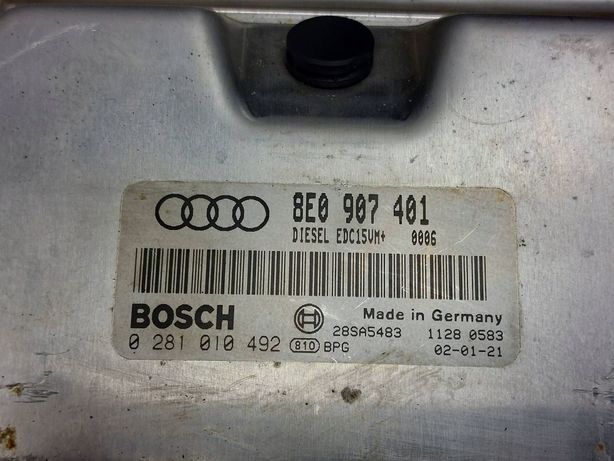 8E0 907 401
DIESEL EDC15VM+ 0006
BOSCH Made in Germany
28SA5483 1128 0583
0 281 010 492 810 BPG 02-01-21